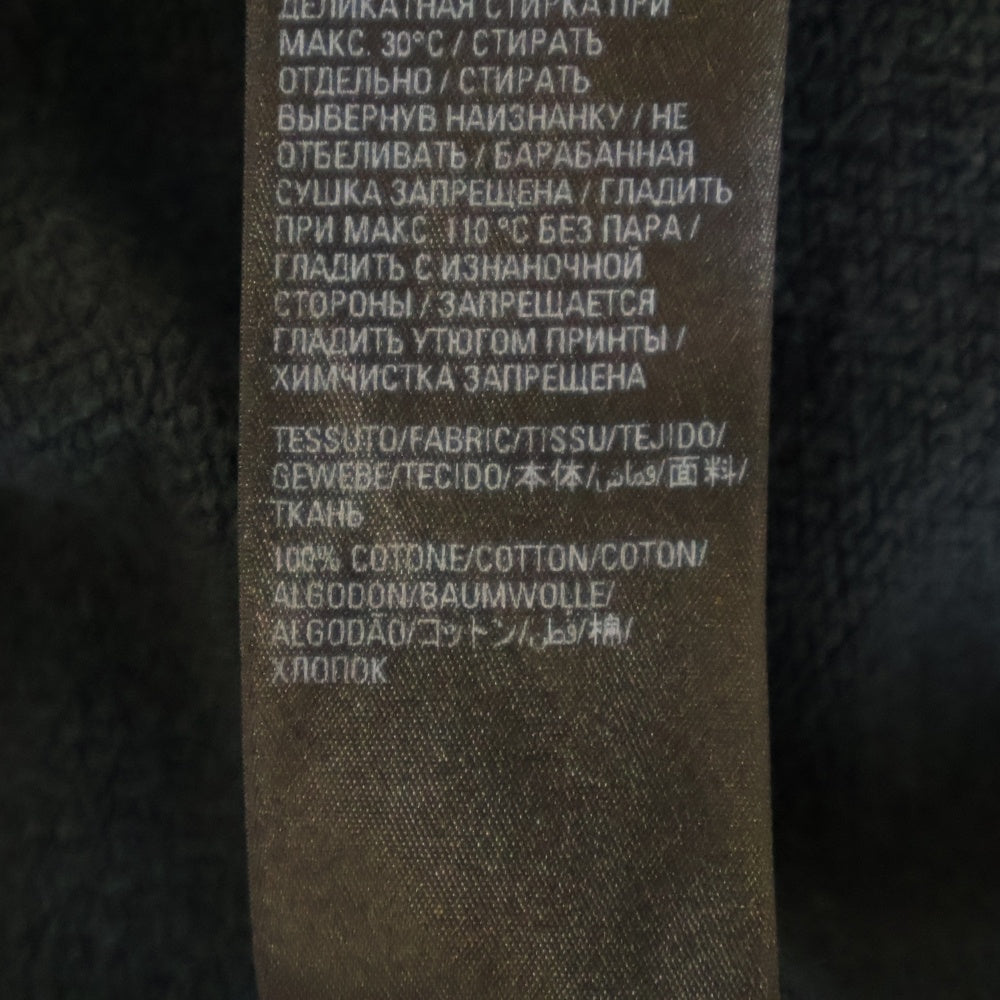 ДЕЛИКАТНАЯ СТИРКА ПРИ
МАКС. 30°C / СТИРАТЬ
ОТДЕЛЬНО / СТИРАТЬ
ВЫВЕРНУВ НАИЗНАНКУ / НЕ
ОТБЕЛИВАТЬ / БАРАБАННАЯ
СУШКА ЗАПРЕЩЕНА / ГЛАДИТЬ
ПРИ МАКС. 110 °C БЕЗ ПАРА /
ГЛАДИТЬ С ИЗНАНОЧНОЙ
СТОРОНЫ / ЗАПРЕЩАЕТСЯ
ГЛАДИТЬ УТЮГОМ ПРИНТЫ /
ХИМЧИСТКА ЗАПРЕЩЕНА
TESSUTO/FABRIC/TISSU/TEJIDO/
GEWEBE/TECIDO/本体/قماش/面料/
ТКАНЬ
100% COTONE/COTTON/COTON/
ALGODON/BAUMWOLLE/
ALGODÃO/コットン/قطن/棉/
ХЛОПОК